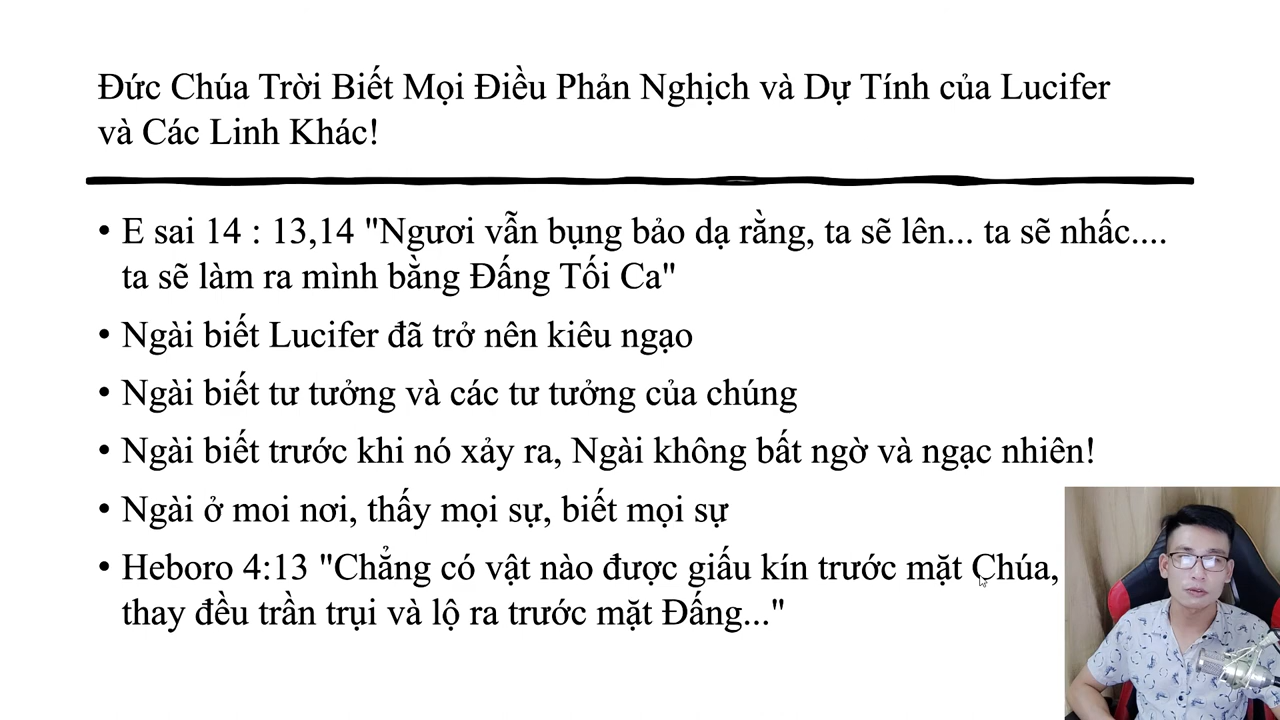 Đức Chúa Trời Biết Mọi Điều Phản Nghịch và Dự Tính của Lucifer
và Các Linh Khác!
• E sai 14 : 13,14 "Ngươi vẫn bụng bảo dạ rằng, ta sẽ lên... ta sẽ nhấc....
ta sẽ làm ra mình bằng Đấng Tối Ca"
• Ngài biết Lucifer đã trở nên kiêu ngạo
• Ngài biết tư tưởng và các tư tưởng của chúng
• Ngài biết trước khi nó xảy ra, Ngài không bất ngờ và ngạc nhiên!
• Ngài ở moi nơi, thấy mọi sự, biết mọi sự
• Heboro 4:13 "Chẳng có vật nào được giấu kín trước mặt Chúa,
thay đều trần trụi và lộ ra trước mặt Đấng..."